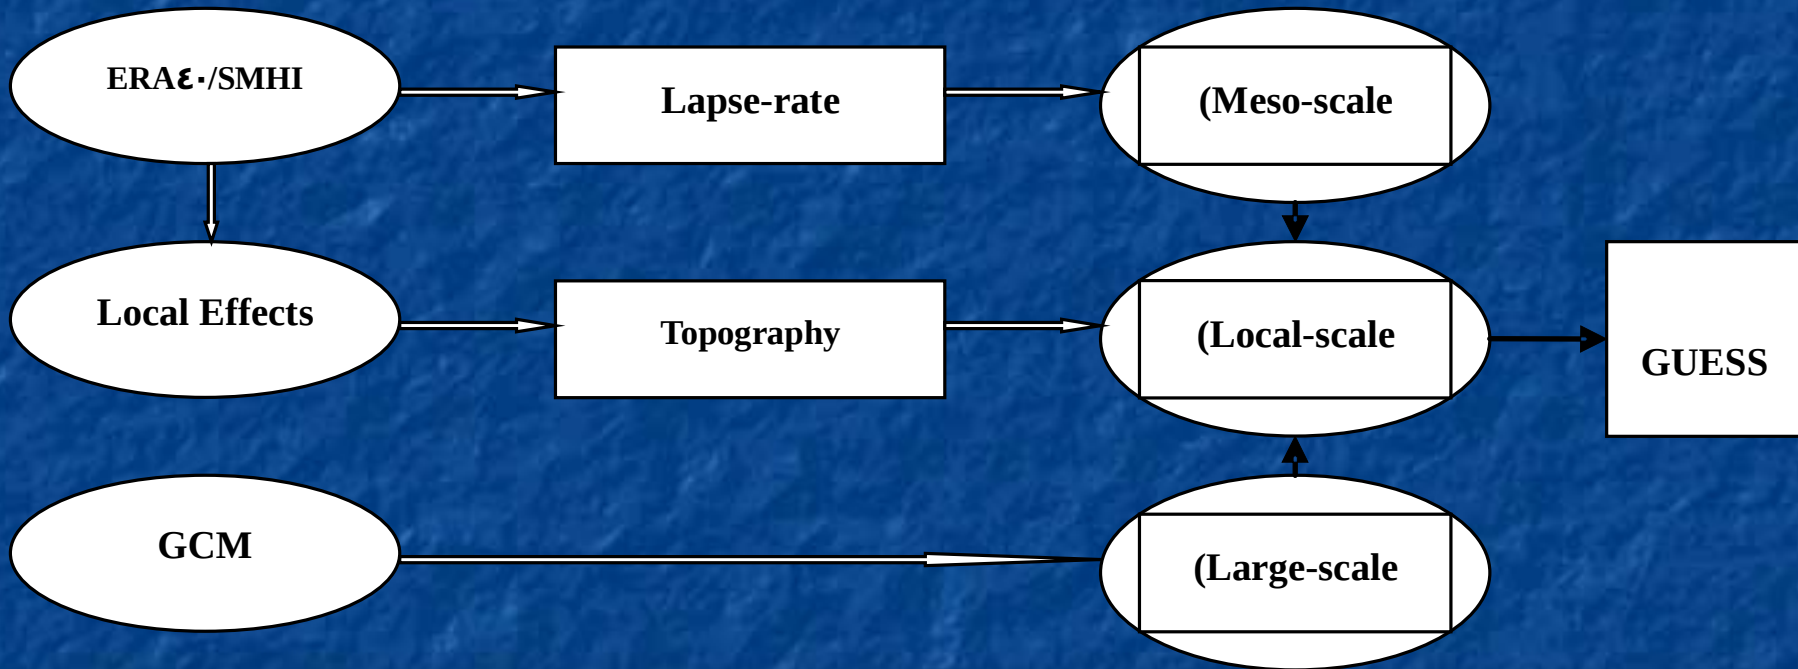 ERA٤٠/SMHI
Lapse-rate
(Meso-scale
Local Effects
Topography
(Local-scale
GUESS
GCM
(Large-scale